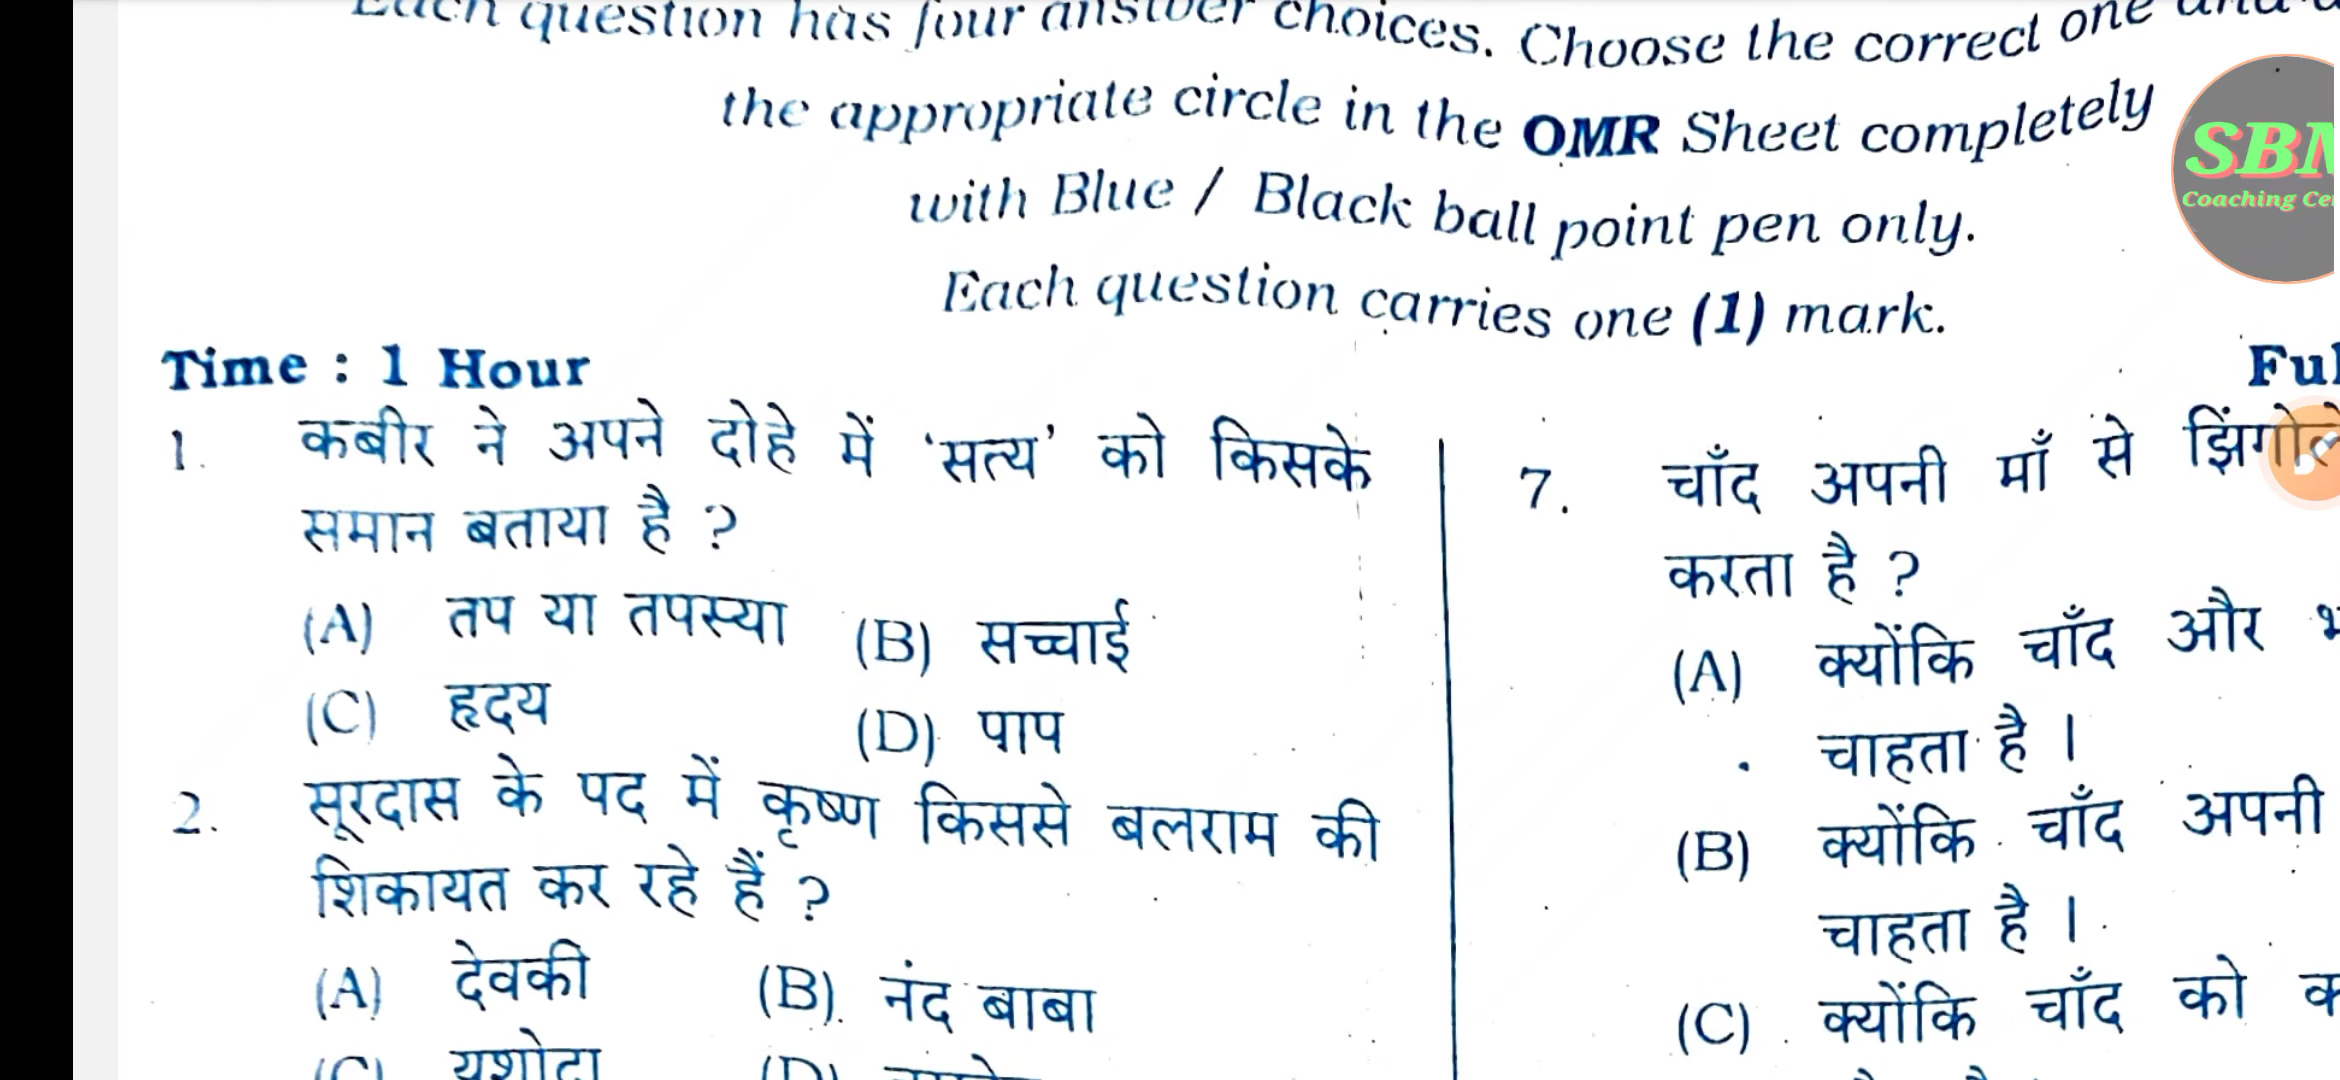 Each question has four answer choices. Choose the correct one and
the appropriate circle in the OMR Sheet completely
with Blue / Black ball point pen only.
Each question carries one (1) mark.
SBM
Coaching
Time : 1 Hour
1. कबीर ने अपने दोहे में ‘सत्य’ को किसके
समान बताया है ?
(A) तप या तपस्या (B) सच्चाई
(C) हृदय (D) पाप
2. सूरदास के पद में कृष्ण किससे बलराम की
शिकायत कर रहे हैं ?
(A) देवकी (B) नंद बाबा
(C) यशोदा (D)
7. चाँद अपनी माँ से
करता है ?
(A) क्योंकि चाँद और
चाहता है ।
(B) क्योंकि चाँद अपनी
चाहता है ।
(C) क्योंकि चाँद को